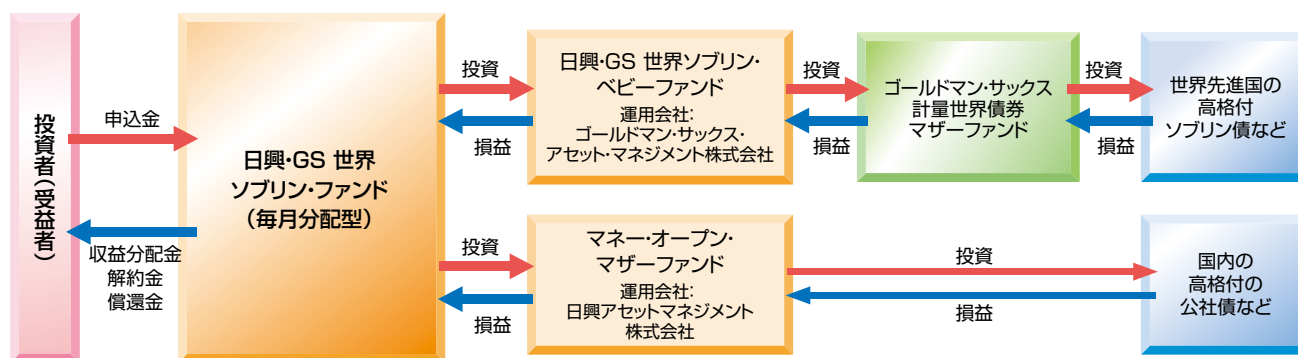 投資者（受益者）
申込金
収益分配金
解約金
償還金
日興・GS 世界
ソブリン・ファンド
（毎月分配型）
投資
損益
日興・GS 世界ソブリン・
ベビーファンド
運用会社：
ゴールドマン・サックス・
アセット・マネジメント株式会社
投資
損益
ゴールドマン・サックス
計量世界債券
マザーファンド
投資
損益
世界先進国の
高格付
ソブリン債など
投資
損益
マネー・オープン・
マザーファンド
運用会社：
日興アセットマネジメント
株式会社
投資
損益
国内の
高格付の
公社債など